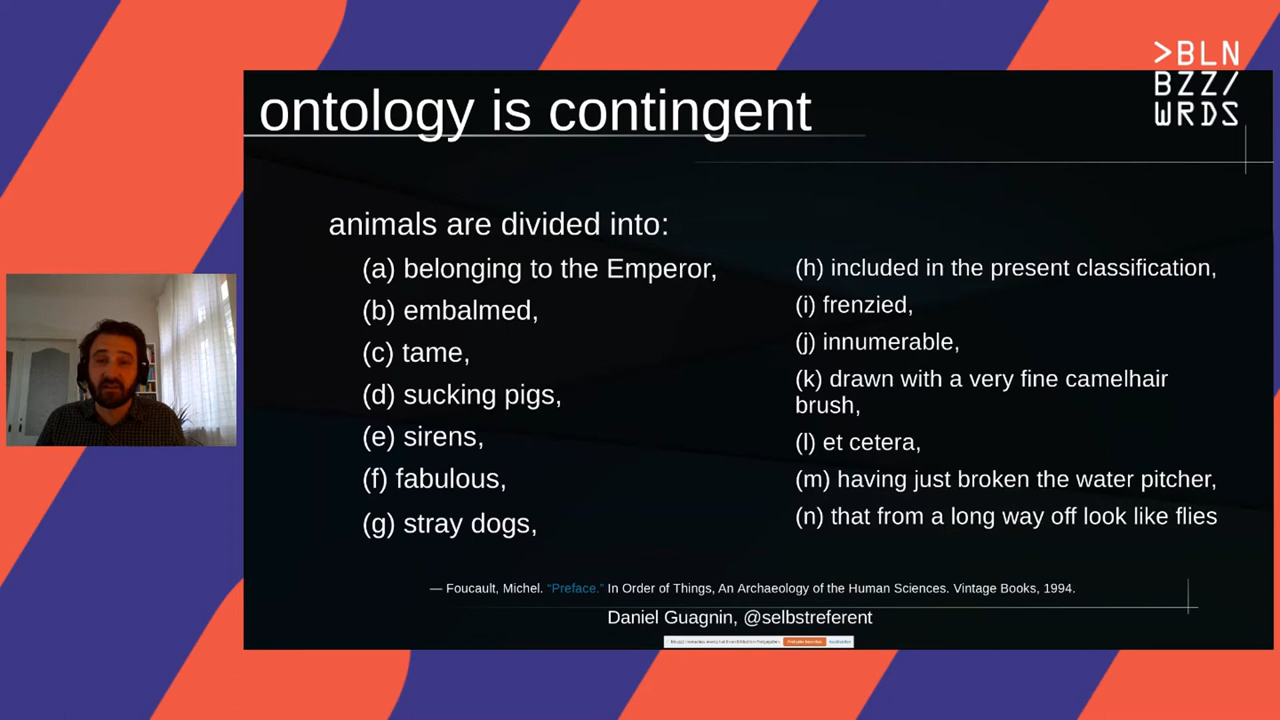 >BLN
BZZ/
WRDS
ontology is contingent
animals are divided into:
(a) belonging to the Emperor,
(b) embalmed,
(c) tame,
(d) sucking pigs,
(e) sirens,
(f) fabulous,
(g) stray dogs,
(h) included in the present classification,
(i) frenzied,
(j) innumerable,
(k) drawn with a very fine camelhair
brush,
(l) et cetera,
(m) having just broken the water pitcher,
(n) that from a long way off look like flies
— Foucault, Michel. “Preface.” In Order of Things, An Archaeology of the Human Sciences. Vintage Books, 1994.
Daniel Guagnin, @selbstreferent